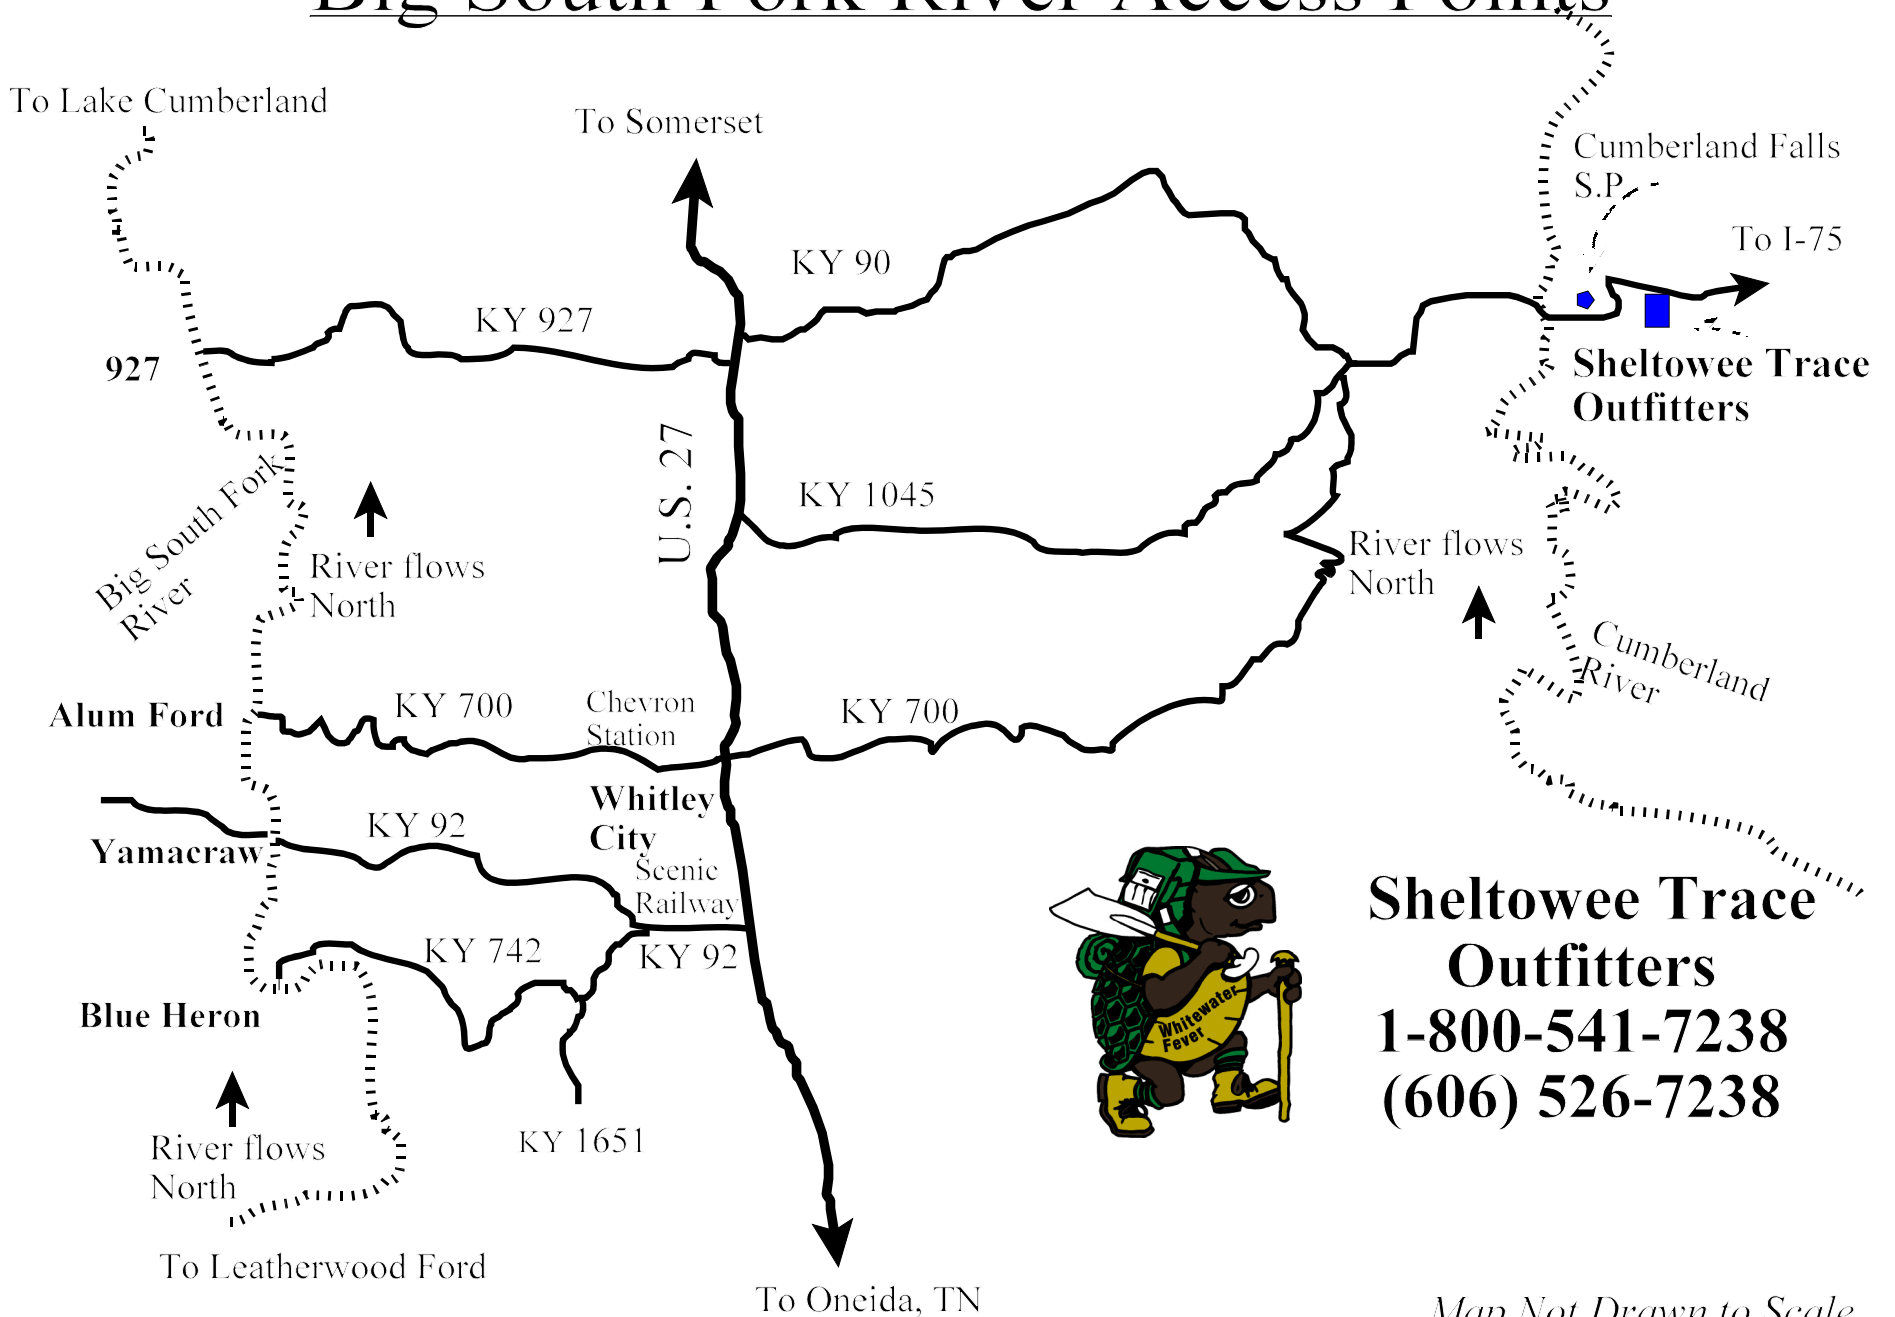 Big South Fork River Access Points
To Lake Cumberland
To Somerset
Cumberland Falls
S.P.
To I-75
KY 90
KY 927
927
Sheltowee Trace
Outfitters
U.S. 27
KY 1045
Big South Fork
River
River flows
North
River flows
North
Cumberland
River
Alum Ford
KY 700
Chevron
Station
KY 700
Whitley
City
KY 92
Yamacraw
Scenic
Railway
KY 742
KY 92
Blue Heron
Whitewater
Fever
Sheltowee Trace
Outfitters
1-800-541-7238
(606) 526-7238
River flows
North
KY 1651
To Leatherwood Ford
To Oneida, TN
Map Not Drawn to Scale